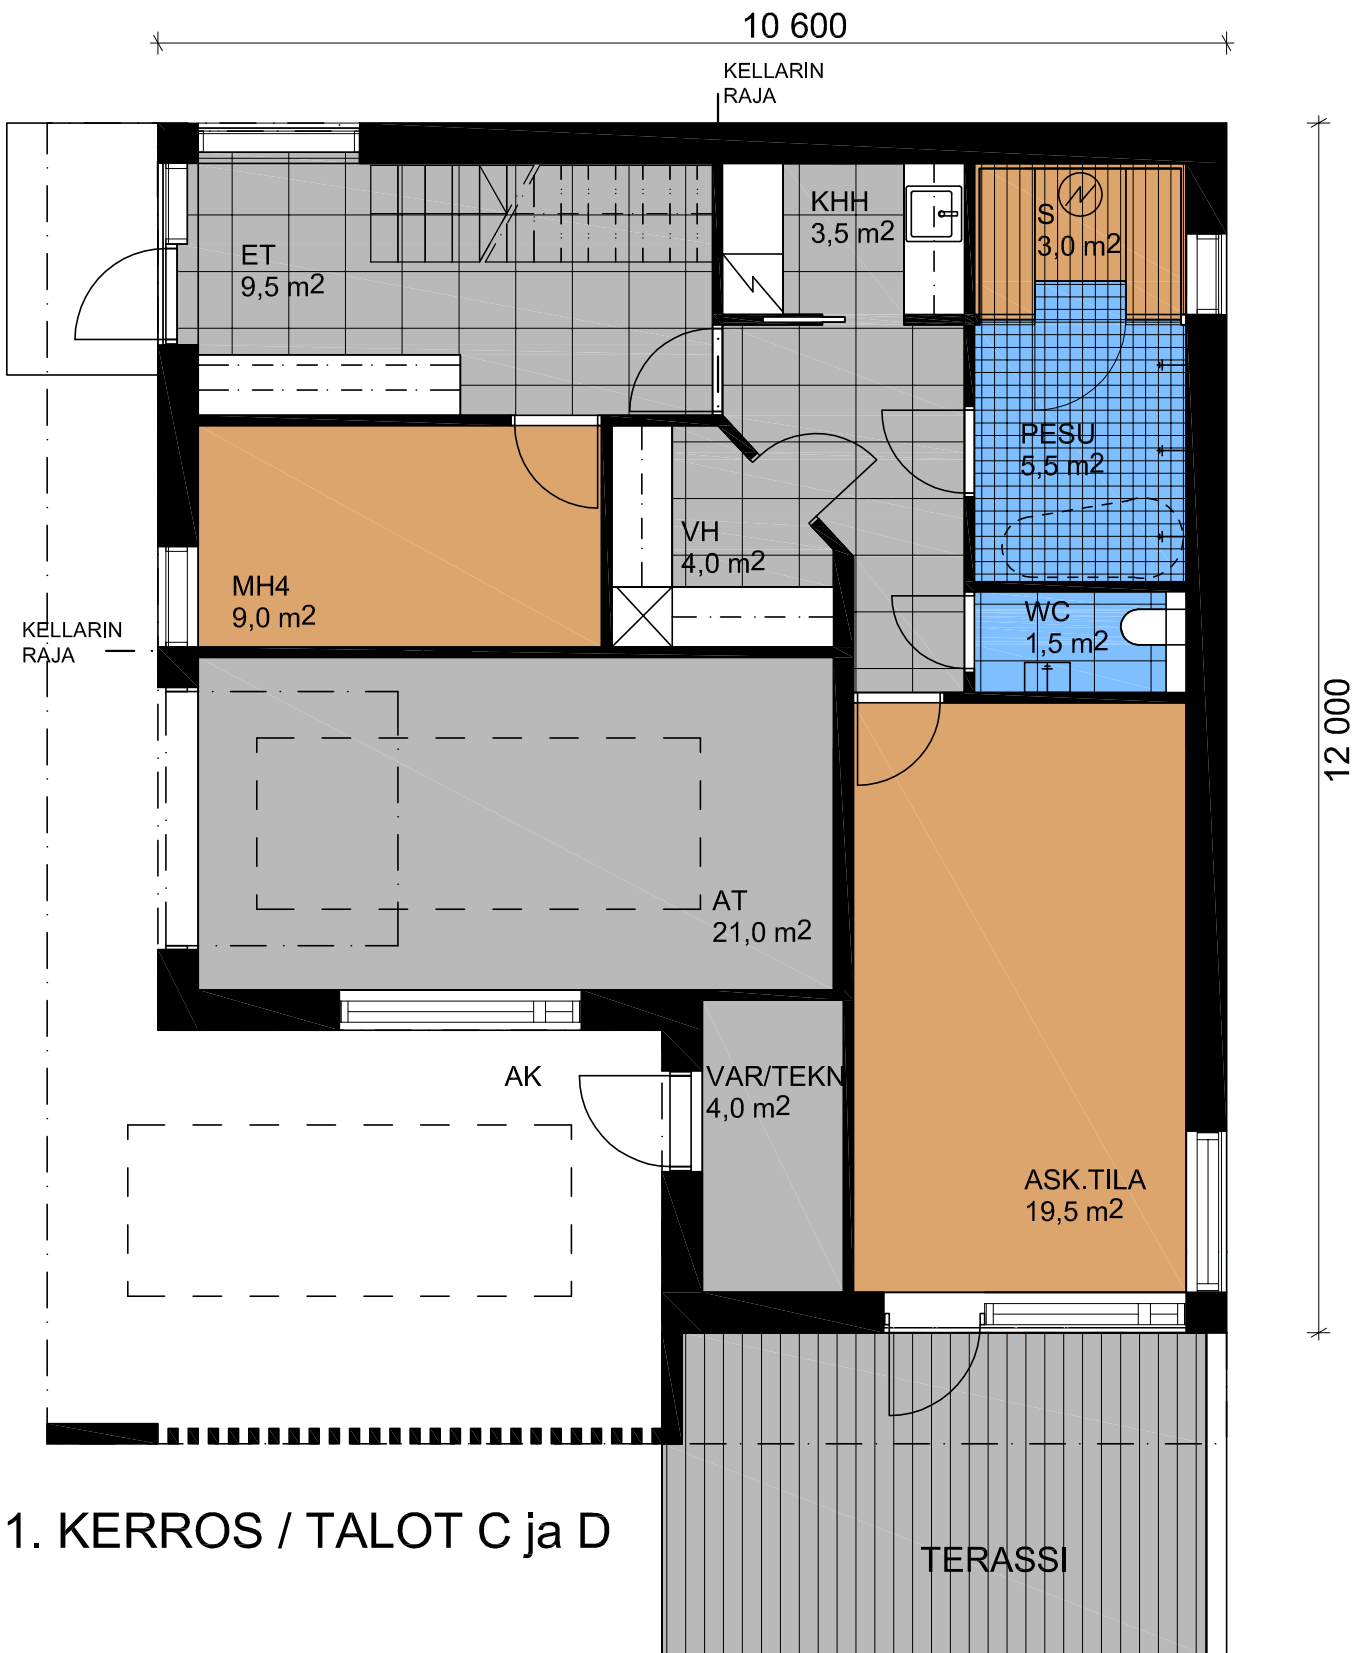 10 600
KELLARIN
RAJA
KHH
3,5 m2
S
3,0 m2
ET
9,5 m2
PESU
5,5 m2
VH
4,0 m2
MH4
9,0 m2
WC
1,5 m2
KELLARIN
RAJA
12 000
AT
21,0 m2
AK
VAR/TEKN
4,0 m2
ASK.TILA
19,5 m2
1. KERROS / TALOT C ja D
TERASSI